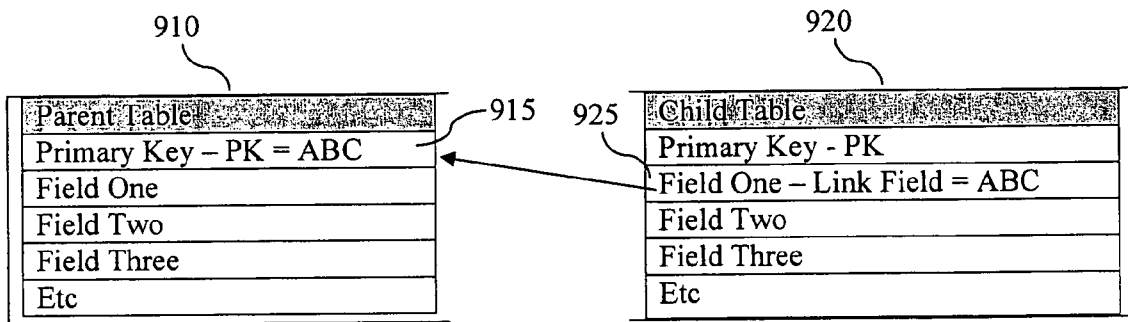 910
920
Parent Table
Primary Key – PK = ABC
Field One
Field Two
Field Three
Etc
915
925
Child Table
Primary Key - PK
Field One – Link Field = ABC
Field Two
Field Three
Etc